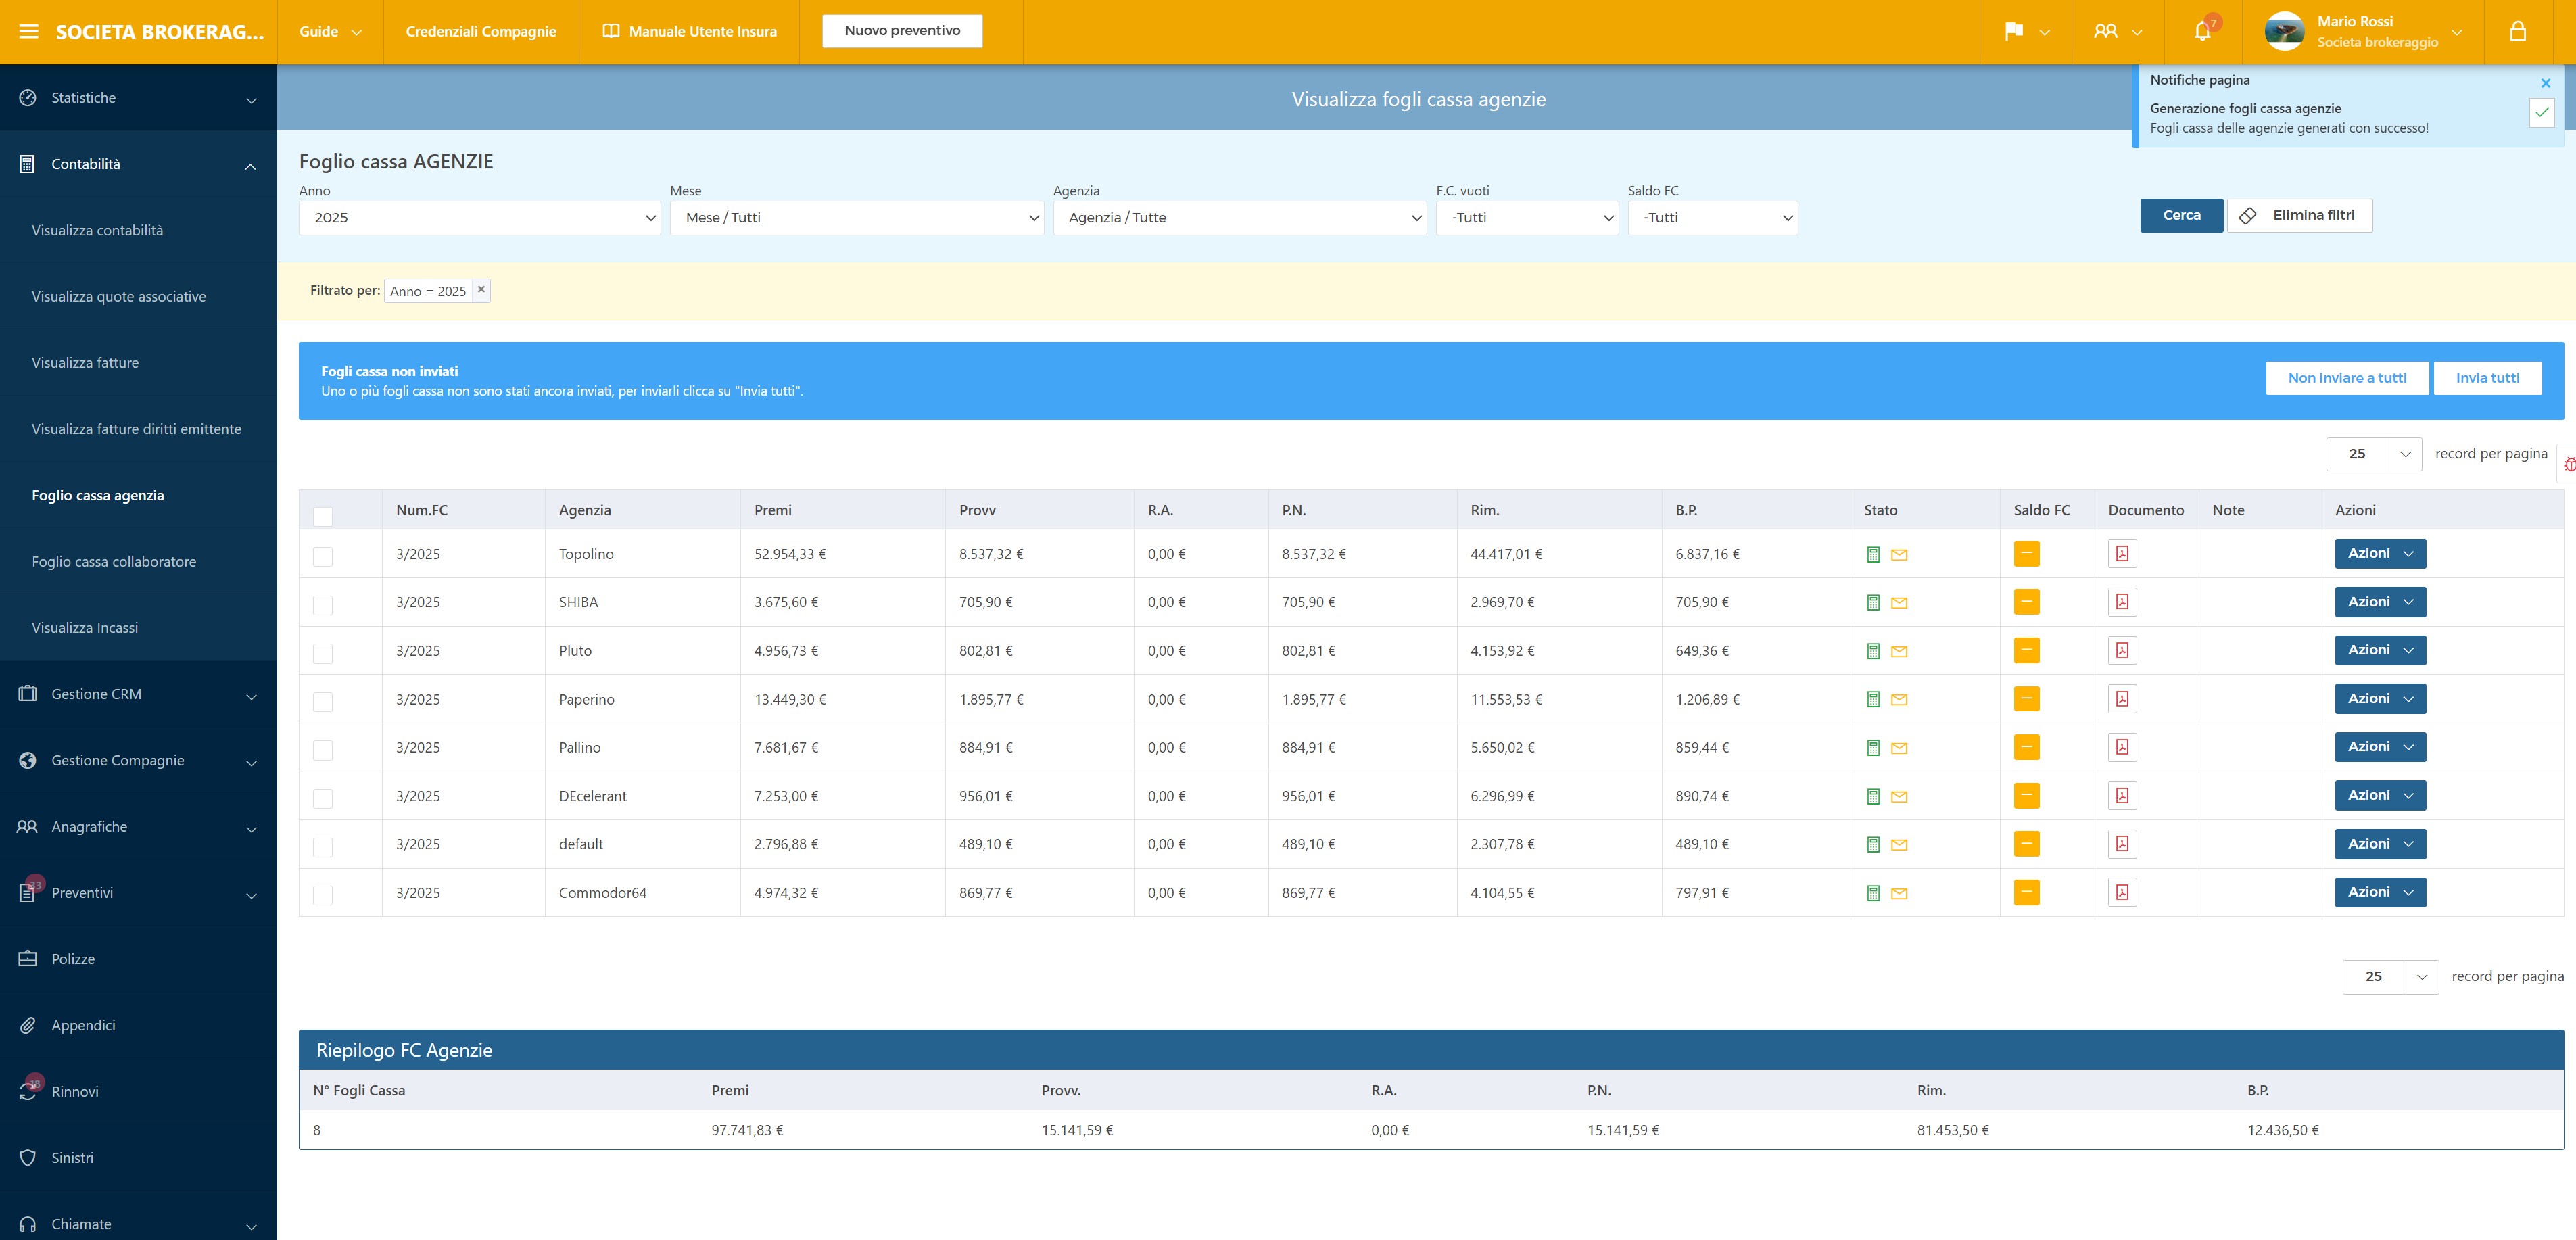 SOCIETA BROKERAG...
Guide
Credenziali Compagnie
Manuale Utente Insura
Nuovo preventivo
7
Mario Rossi
Societa brokeraggio
Statistiche
Contabilità
Visualizza contabilità
Visualizza quote associative
Visualizza fatture
Visualizza fatture diritti emittente
Foglio cassa agenzia
Foglio cassa collaboratore
Visualizza Incassi
Gestione CRM
Gestione Compagnie
Anagrafiche
33
Preventivi
Polizze
Appendici
Rinnovi
Sinistri
Chiamate
Visualizza fogli cassa agenzie
Notifiche pagina
Generazione fogli cassa agenzie
Fogli cassa delle agenzie generati con successo!
Foglio cassa AGENZIE
Anno Mese Agenzia F.C. vuoti Saldo FC
2025 Mese / Tutti Agenzia / Tutte -Tutti -Tutti Cerca Elimina filtri
Filtrato per: Anno = 2025 ×
Fogli cassa non inviati
Uno o più fogli cassa non sono stati ancora inviati, per inviarli clicca su "Invia tutti".
Non inviare a tutti Invia tutti
25 record per pagina
Num.FC Agenzia Premi Provv R.A. P.N. Rim. B.P. Stato Saldo FC Documento Note Azioni
3/2025 Topolino 52.954,33 € 8.537,32 € 0,00 € 8.537,32 € 44.417,01 € 6.837,16 € Azioni
3/2025 SHIBA 3.675,60 € 705,90 € 0,00 € 705,90 € 2.969,70 € 705,90 € Azioni
3/2025 Pluto 4.956,73 € 802,81 € 0,00 € 802,81 € 4.153,92 € 649,36 € Azioni
3/2025 Paperino 13.449,30 € 1.895,77 € 0,00 € 1.895,77 € 11.553,53 € 1.206,89 € Azioni
3/2025 Pallino 7.681,67 € 884,91 € 0,00 € 884,91 € 5.650,02 € 859,44 € Azioni
3/2025 DEcelerant 7.253,00 € 956,01 € 0,00 € 956,01 € 6.296,99 € 890,74 € Azioni
3/2025 default 2.796,88 € 489,10 € 0,00 € 489,10 € 2.307,78 € 489,10 € Azioni
3/2025 Commodor64 4.974,32 € 869,77 € 0,00 € 869,77 € 4.104,55 € 797,91 € Azioni
25 record per pagina
Riepilogo FC Agenzie
N° Fogli Cassa Premi Provv. R.A. P.N. Rim. B.P.
8 97.741,83 € 15.141,59 € 0,00 € 15.141,59 € 81.453,50 € 12.436,50 €